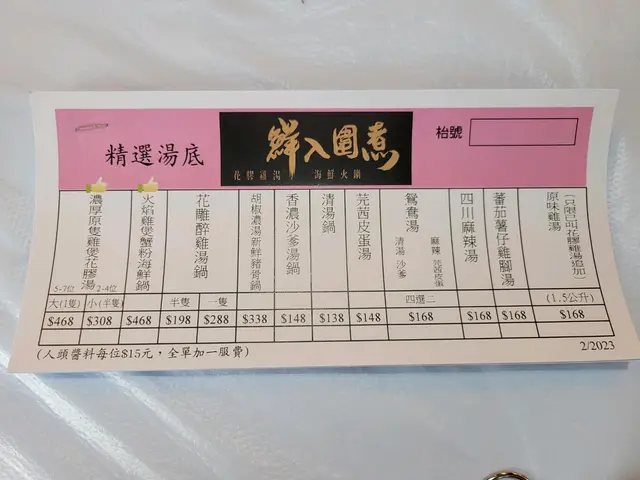 精選湯底
鮮入圍煮
花膠雞湯 海鮮火鍋
枱號
濃厚原隻雞煲花膠湯
5-7位 2-4位
大(1隻) 小(半隻)
$468 $308
火焰雞煲蟹粉海鮮鍋
$468
花雕醉雞湯鍋
半隻 一隻
$198 $288
胡椒濃湯新鮮豬骨鍋
$338
香濃沙爹湯鍋
$148
清湯鍋
$138
芫茜皮蛋湯
$148
鴛鴦湯
麻辣 芫茜皮蛋
清湯 沙爹
四選二
$168
四川麻辣湯
$168
蕃茄薯仔雞腳湯
$168
原味雞湯
(只限已叫花膠雞湯追加)
(1.5公升)
$168
(人頭醬料每位$15元，全單加一服費)
2/2023